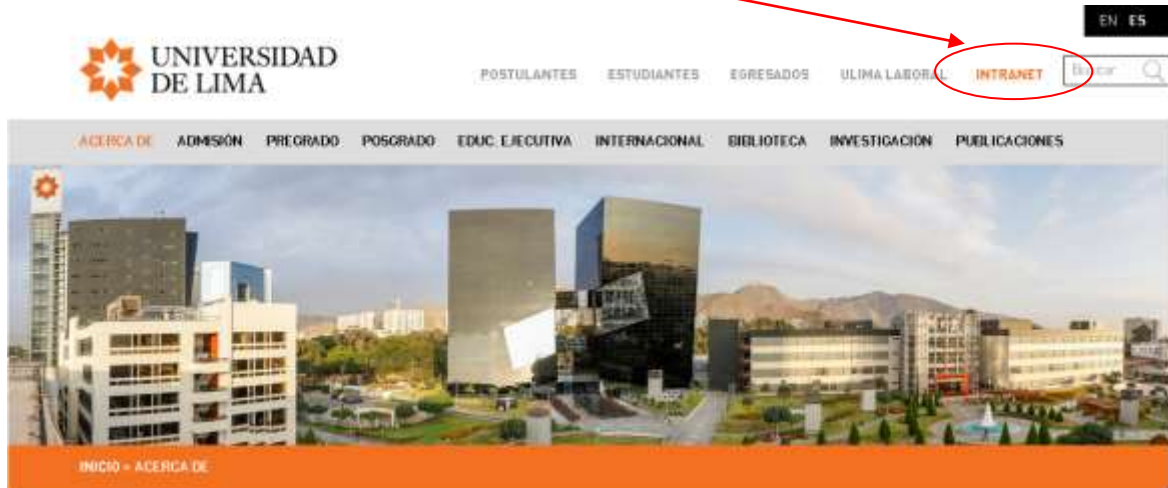 EN ES
UNIVERSIDAD
DE LIMA
POSTULANTES ESTUDIANTES EGRESADOS ULIMA LABORAL INTRANET Buscar
ACERCA DE ADMISIÓN PREGRADO POSGRADO EDUC. EJECUTIVA INTERNACIONAL BIBLIOTECA INVESTIGACIÓN PUBLICACIONES
INICIO » ACERCA DE